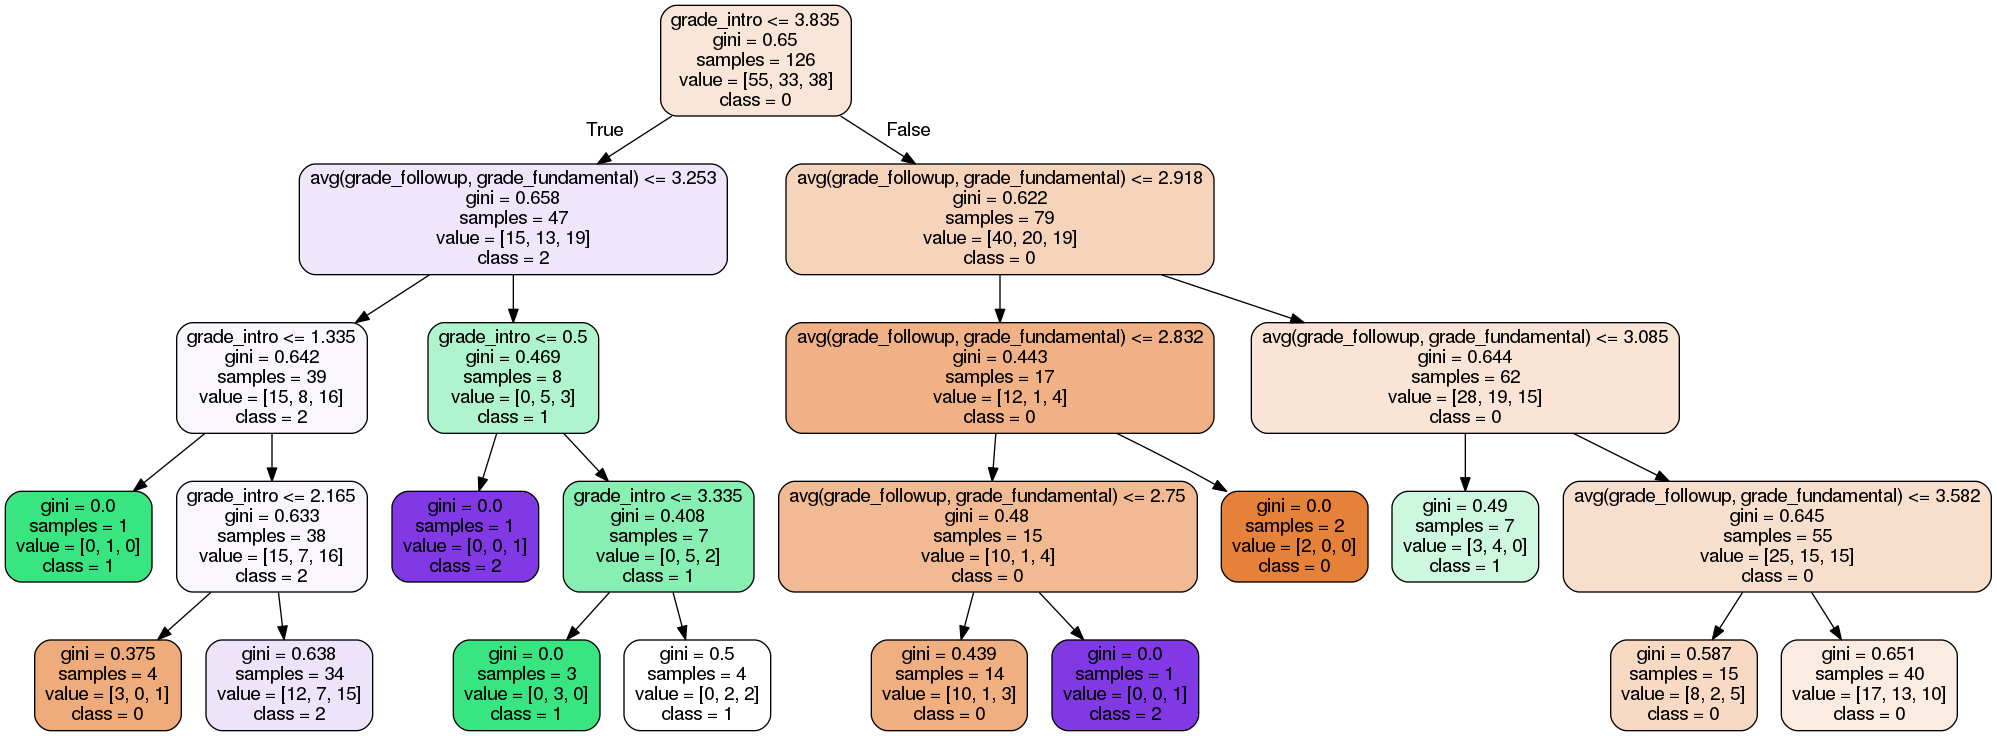 grade_intro <= 3.835
gini = 0.65
samples = 126
value = [55, 33, 38]
class = 0
True
False
avg(grade_followup, grade_fundamental) <= 3.253
gini = 0.658
samples = 47
value = [15, 13, 19]
class = 2
avg(grade_followup, grade_fundamental) <= 2.918
gini = 0.622
samples = 79
value = [40, 20, 19]
class = 0
grade_intro <= 1.335
gini = 0.642
samples = 39
value = [15, 8, 16]
class = 2
grade_intro <= 0.5
gini = 0.469
samples = 8
value = [0, 5, 3]
class = 1
avg(grade_followup, grade_fundamental) <= 2.832
gini = 0.443
samples = 17
value = [12, 1, 4]
class = 0
avg(grade_followup, grade_fundamental) <= 3.085
gini = 0.644
samples = 62
value = [28, 19, 15]
class = 0
gini = 0.0
samples = 1
value = [0, 1, 0]
class = 1
grade_intro <= 2.165
gini = 0.633
samples = 38
value = [15, 7, 16]
class = 2
gini = 0.0
samples = 1
value = [0, 0, 1]
class = 2
grade_intro <= 3.335
gini = 0.408
samples = 7
value = [0, 5, 2]
class = 1
avg(grade_followup, grade_fundamental) <= 2.75
gini = 0.48
samples = 15
value = [10, 1, 4]
class = 0
gini = 0.0
samples = 2
value = [2, 0, 0]
class = 0
gini = 0.49
samples = 7
value = [3, 4, 0]
class = 1
avg(grade_followup, grade_fundamental) <= 3.582
gini = 0.645
samples = 55
value = [25, 15, 15]
class = 0
gini = 0.375
samples = 4
value = [3, 0, 1]
class = 0
gini = 0.638
samples = 34
value = [12, 7, 15]
class = 2
gini = 0.0
samples = 3
value = [0, 3, 0]
class = 1
gini = 0.5
samples = 4
value = [0, 2, 2]
class = 1
gini = 0.439
samples = 14
value = [10, 1, 3]
class = 0
gini = 0.0
samples = 1
value = [0, 0, 1]
class = 2
gini = 0.587
samples = 15
value = [8, 2, 5]
class = 0
gini = 0.651
samples = 40
value = [17, 13, 10]
class = 0